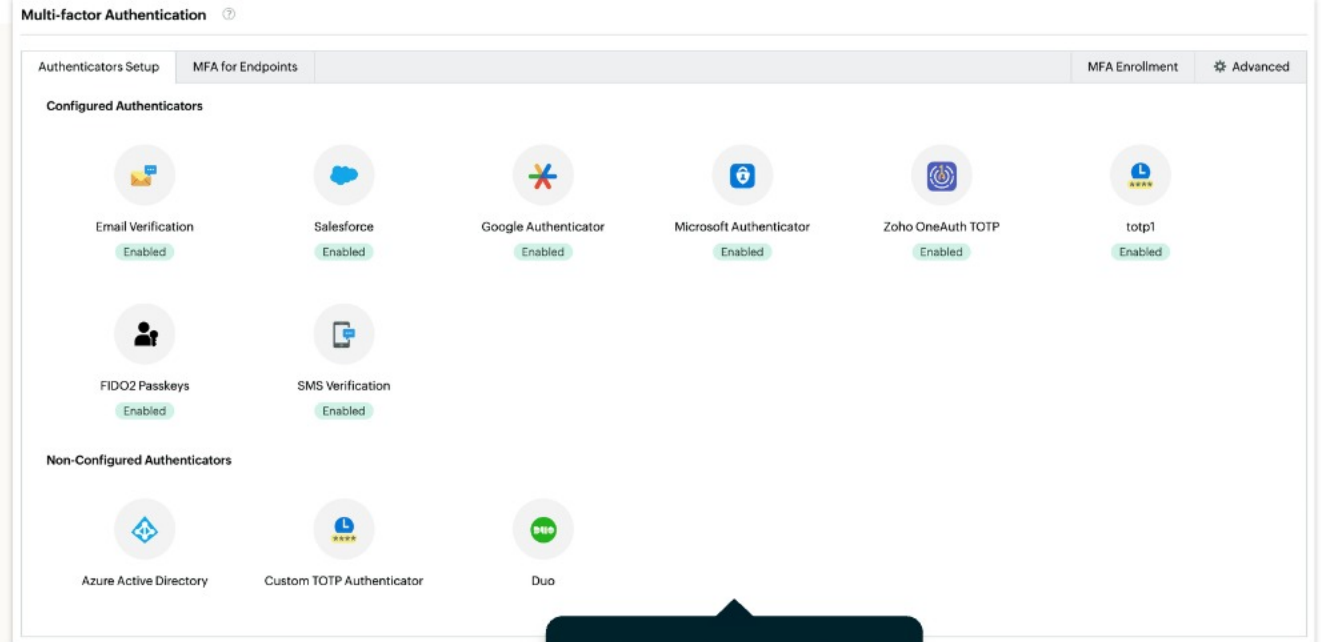 Multi-factor Authentication ?
Authenticators Setup MFA for Endpoints MFA Enrollment Advanced
Configured Authenticators
Email Verification Salesforce Google Authenticator Microsoft Authenticator Zoho OneAuth TOTP totp1
Enabled Enabled Enabled Enabled Enabled Enabled
FIDO2 Passkeys SMS Verification
Enabled Enabled
Non-Configured Authenticators
DUO
Azure Active Directory Custom TOTP Authenticator Duo